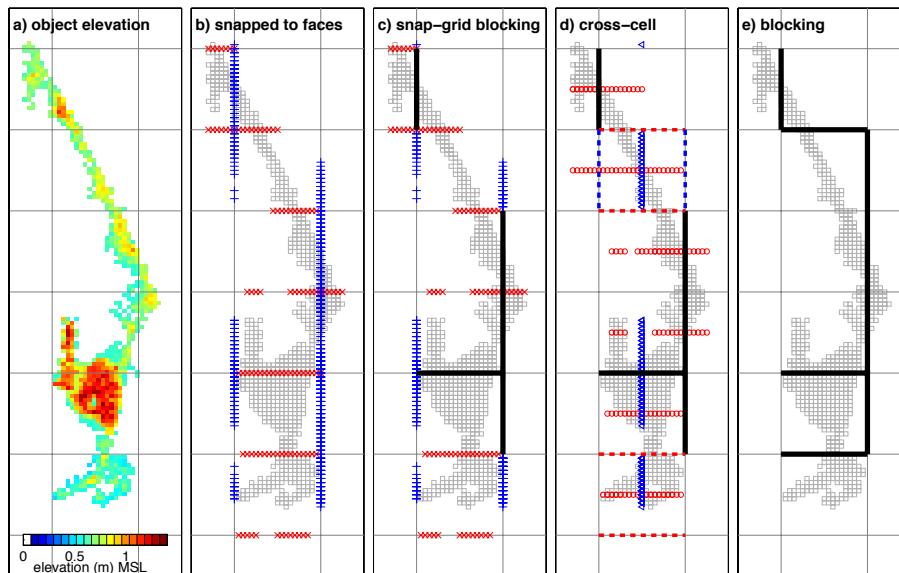 a) object elevation
b) snapped to faces
c) snap-grid blocking
d) cross-cell
e) blocking
0 0.5 1
elevation (m) MSL